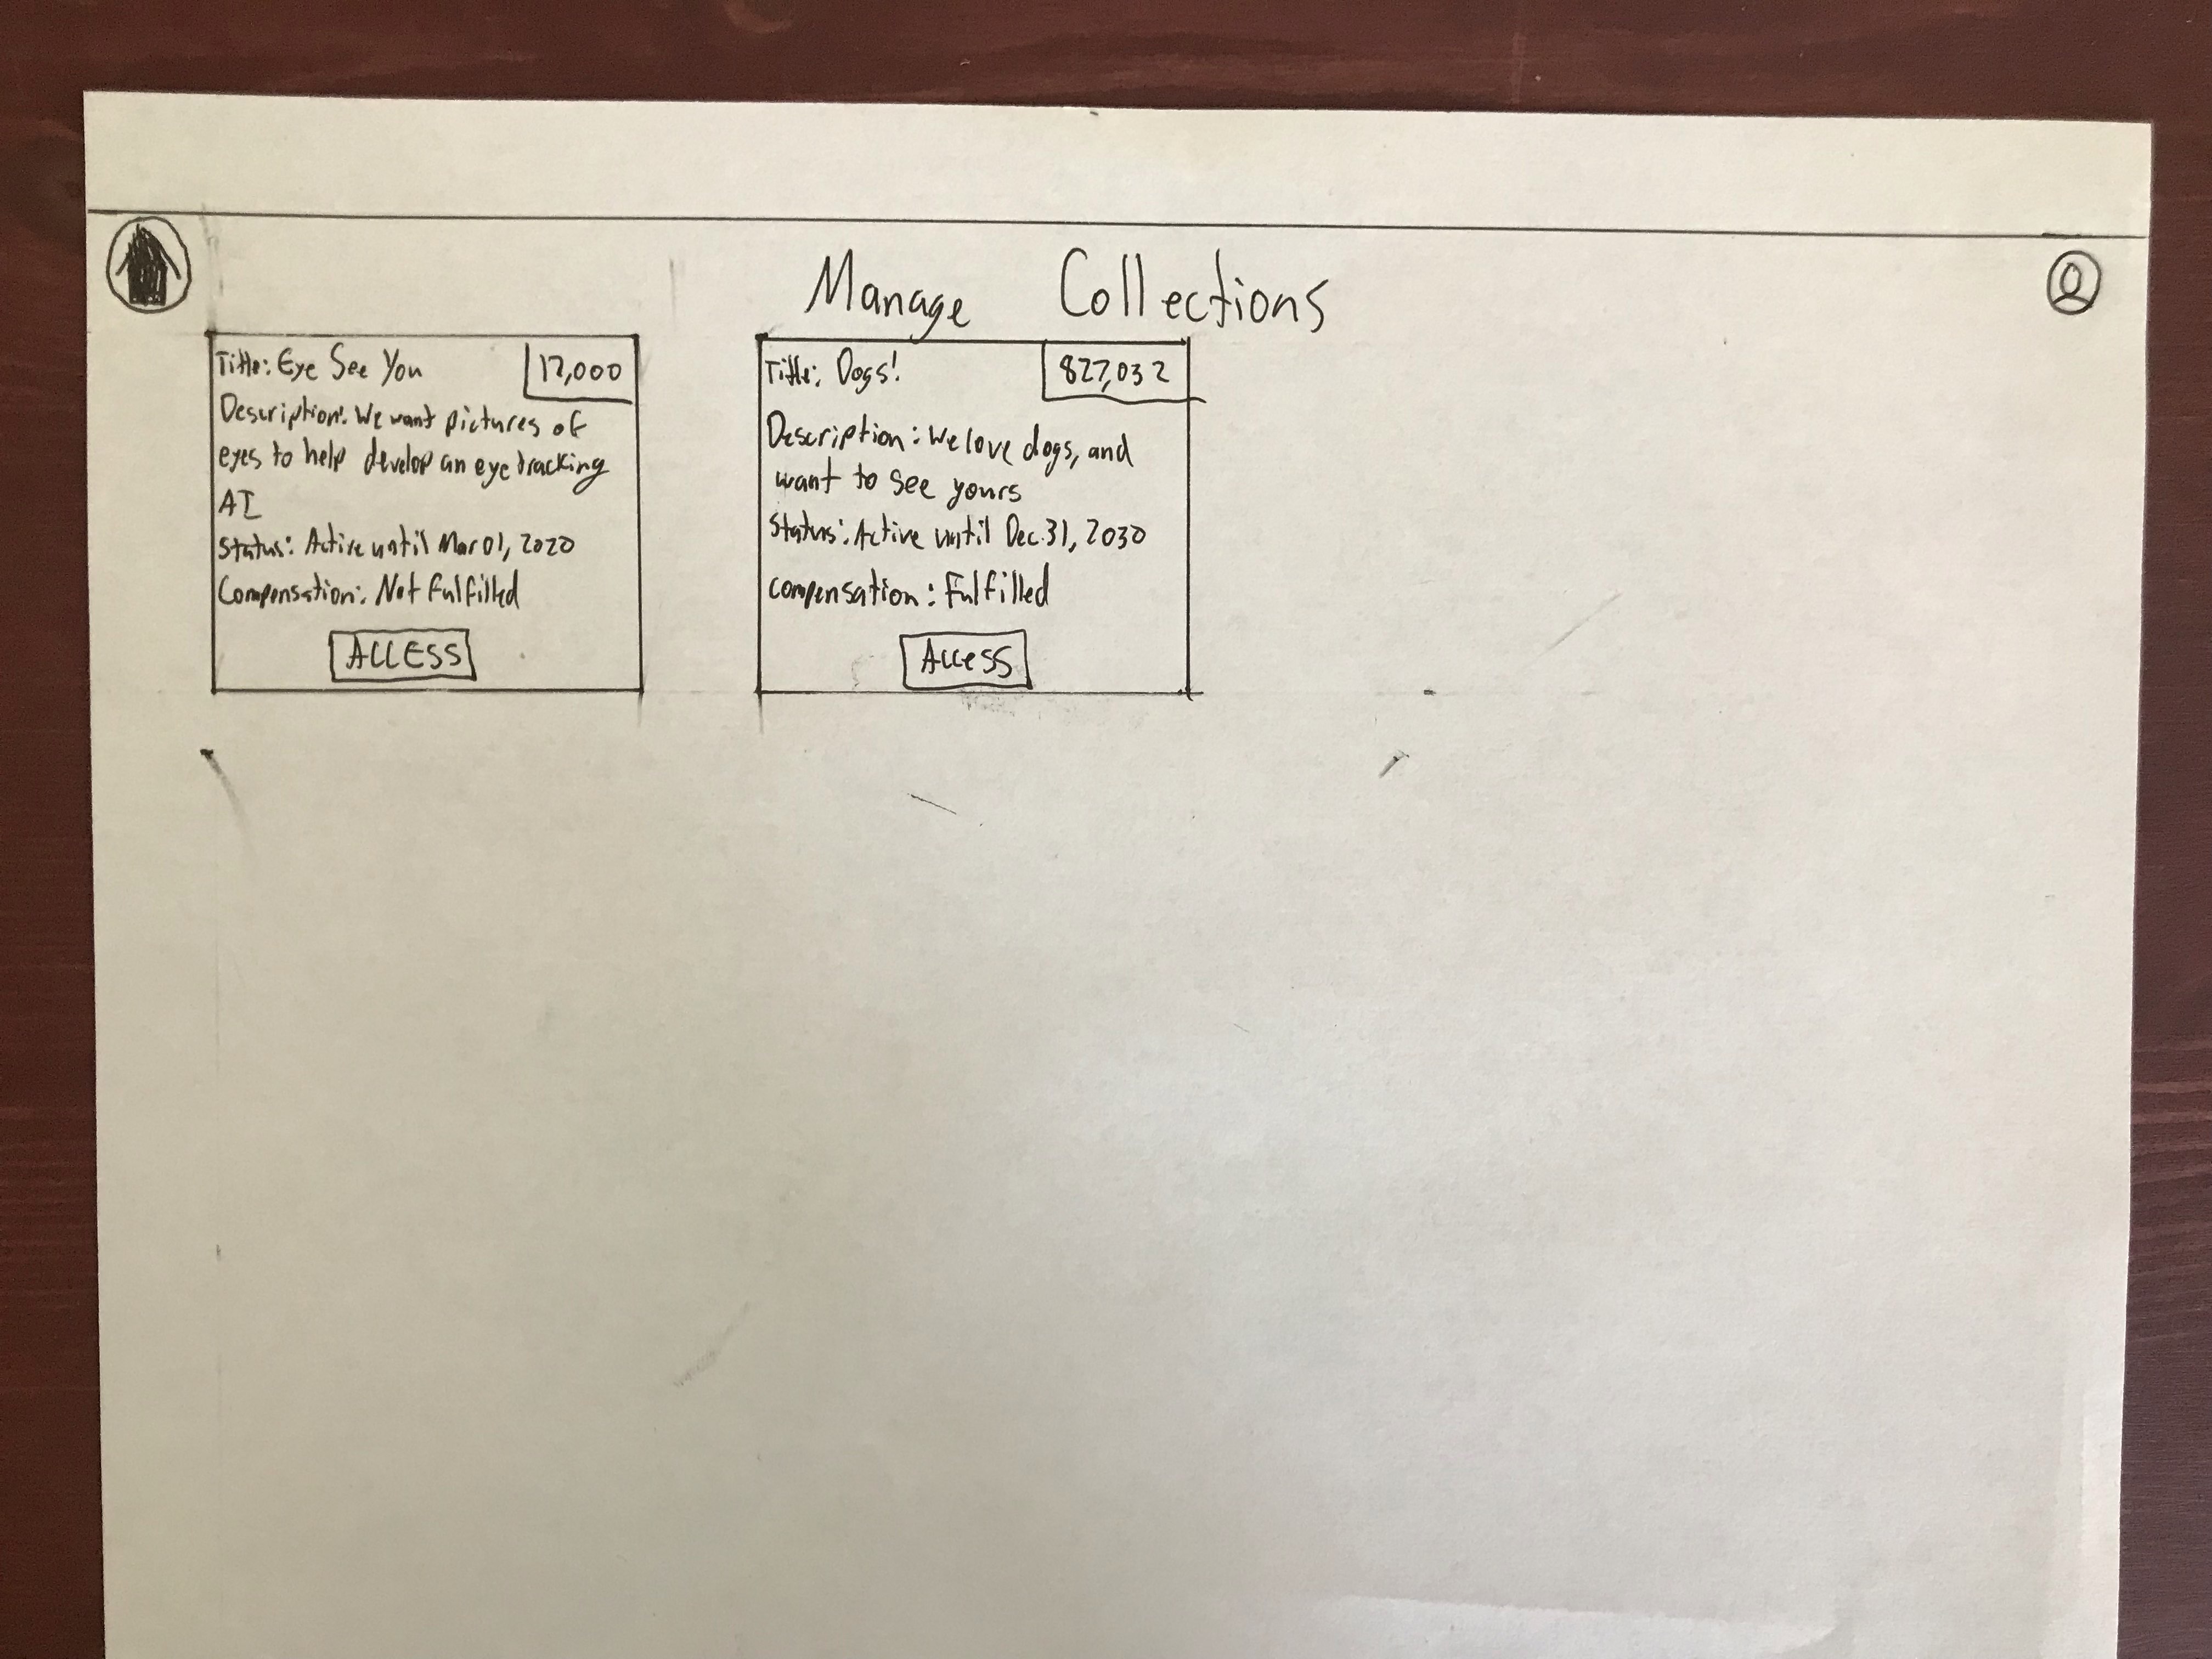 Manage Collections
Title: Eye See You
17,000
Description: We want pictures of
eyes to help develop an eye tracking
AI
Status: Active until Mar 01, 2020
Compensation: Not fulfilled
ACCESS
Title: Dogs!
827,032
Description: We love dogs, and
want to see yours
Status: Active until Dec. 31, 2030
compensation: Fulfilled
Access